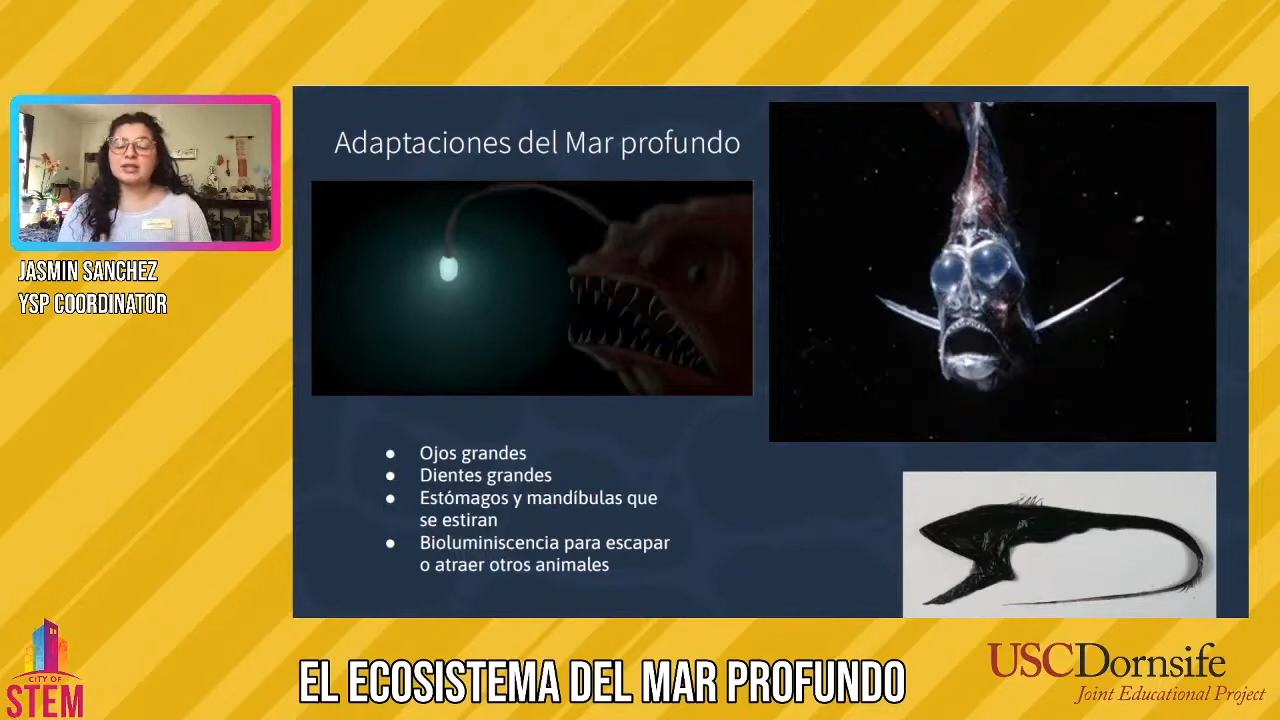 Adaptaciones del Mar profundo
JASMIN SANCHEZ
YSP COORDINATOR
● Ojos grandes
● Dientes grandes
● Estómagos y mandíbulas que
se estiran
● Bioluminiscencia para escapar
o atraer otros animales
CITY OF
STEM
EL ECOSISTEMA DEL MAR PROFUNDO
USCDornsife
Joint Educational Project